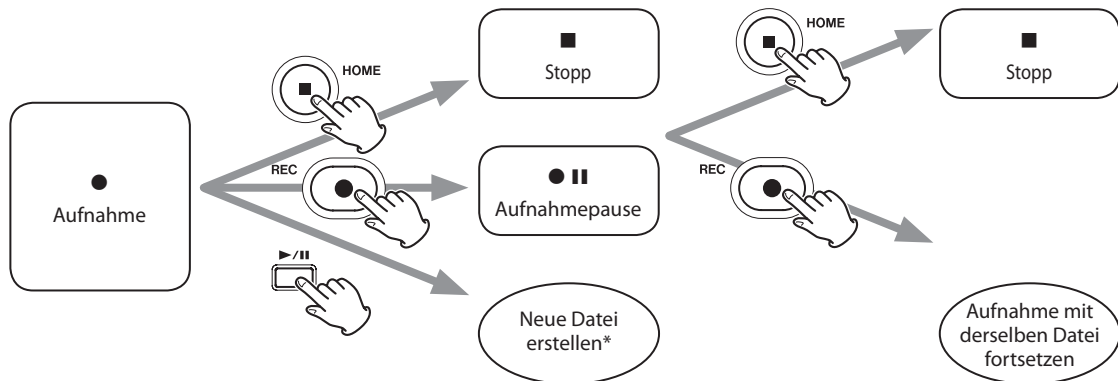 Aufnahme
HOME
REC
►/II
Stopp
Aufnahmepause
Neue Datei
erstellen*
HOME
REC
Stopp
Aufnahme mit
derselben Datei
fortsetzen